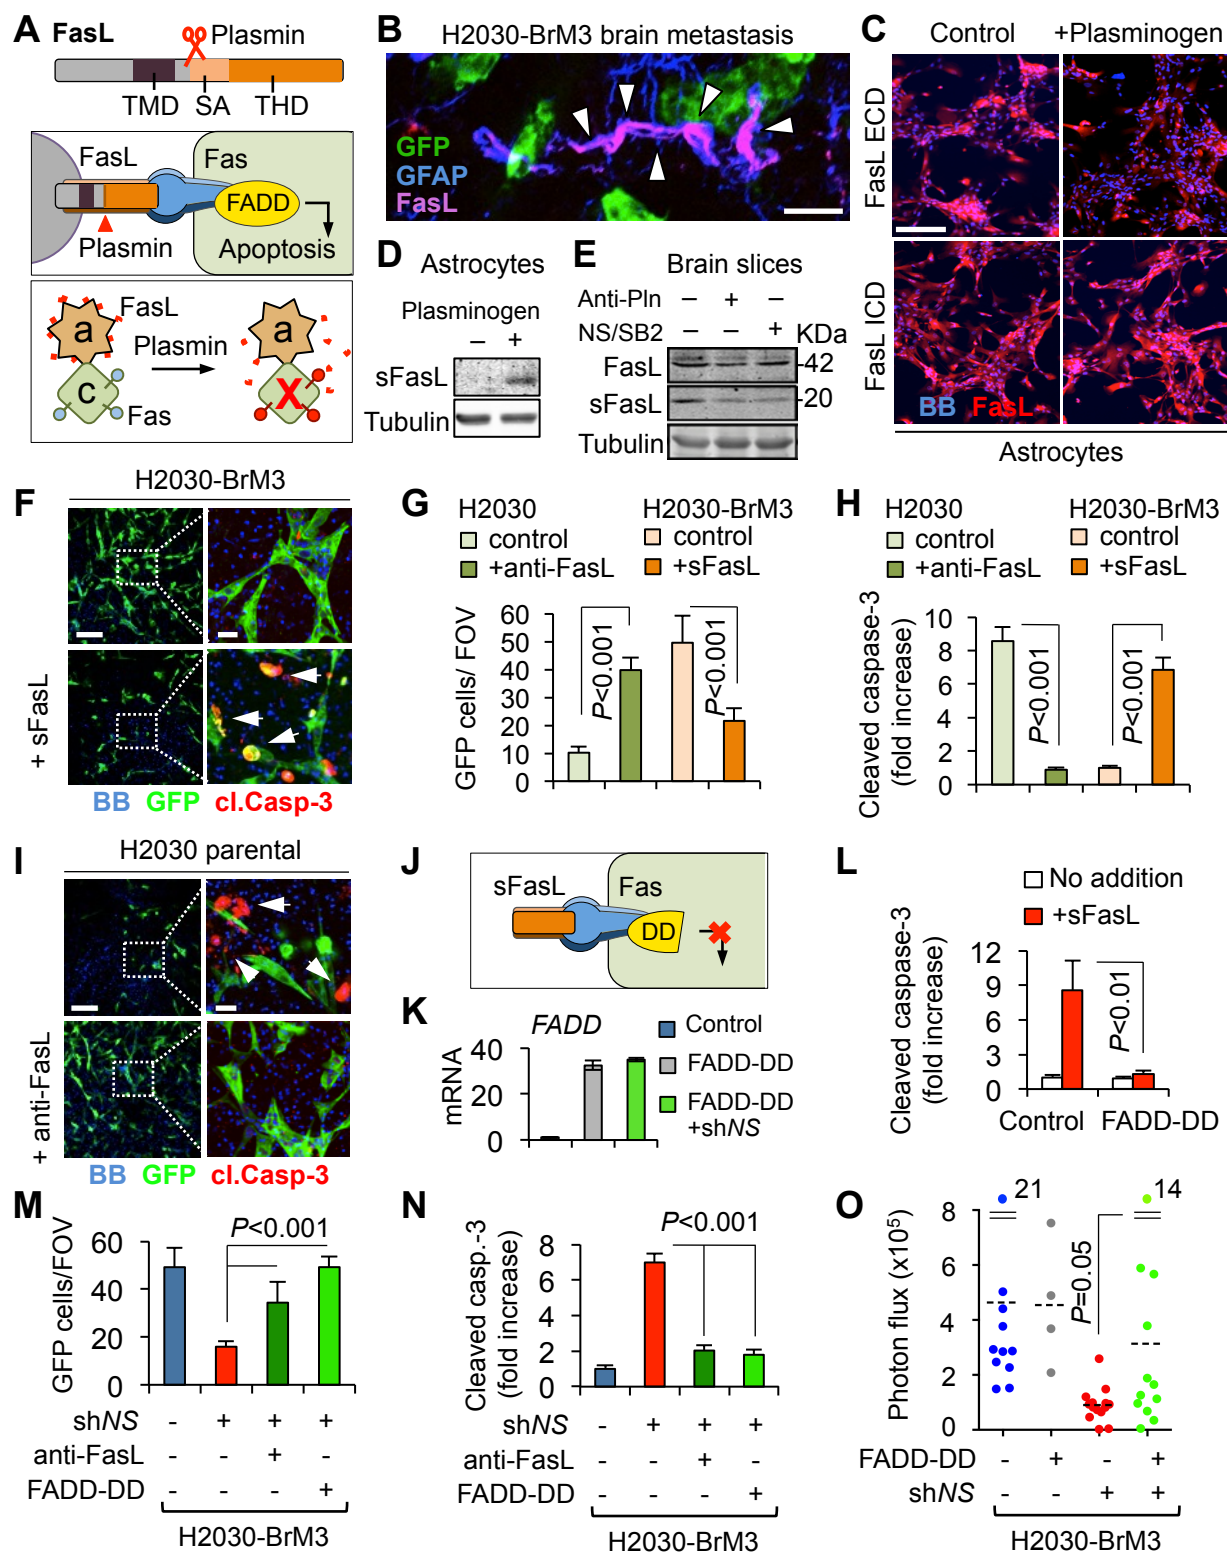 A FasL
Plasmin
TMD SA THD
FasL Fas
FADD
Plasmin Apoptosis
FasL
a a
Plasmin
c X
Fas
B H2030-BrM3 brain metastasis
GFP
GFAP
FasL
C Control +Plasminogen
FasL ECD
FasL ICD
BB FasL
Astrocytes
D Astrocytes
Plasminogen
– +
sFasL
Tubulin
E Brain slices
Anti-Pln – + –
NS/SB2 – – + KDa
FasL -42
sFasL -20
Tubulin
F H2030-BrM3
+ sFasL
BB GFP cl.Casp-3
G H2030 H2030-BrM3
control control
+anti-FasL +sFasL
GFP cells/ FOV
60
50
40
30
20
10
0
P<0.001
P<0.001
H H2030 H2030-BrM3
control control
+anti-FasL +sFasL
Cleaved caspase-3
(fold increase)
10
8
6
4
2
0
P<0.001
P<0.001
I H2030 parental
+ anti-FasL
BB GFP cl.Casp-3
J
sFasL Fas
DD
K FADD
mRNA
40
20
0
Control
FADD-DD
FADD-DD
+shNS
L
No addition
+sFasL
Cleaved caspase-3
(fold increase)
12
9
6
3
0
P<0.01
Control FADD-DD
M
P<0.001
GFP cells/FOV
60
40
20
0
shNS - + + +
anti-FasL - - + -
FADD-DD - - - +
H2030-BrM3
N
P<0.001
Cleaved casp.-3
(fold increase)
8
6
4
2
0
shNS - + + +
anti-FasL - - + -
FADD-DD - - - +
H2030-BrM3
O
21 14
Photon flux (x10⁵)
8
6
4
2
0
P=0.05
FADD-DD - + - +
shNS - - + +
H2030-BrM3